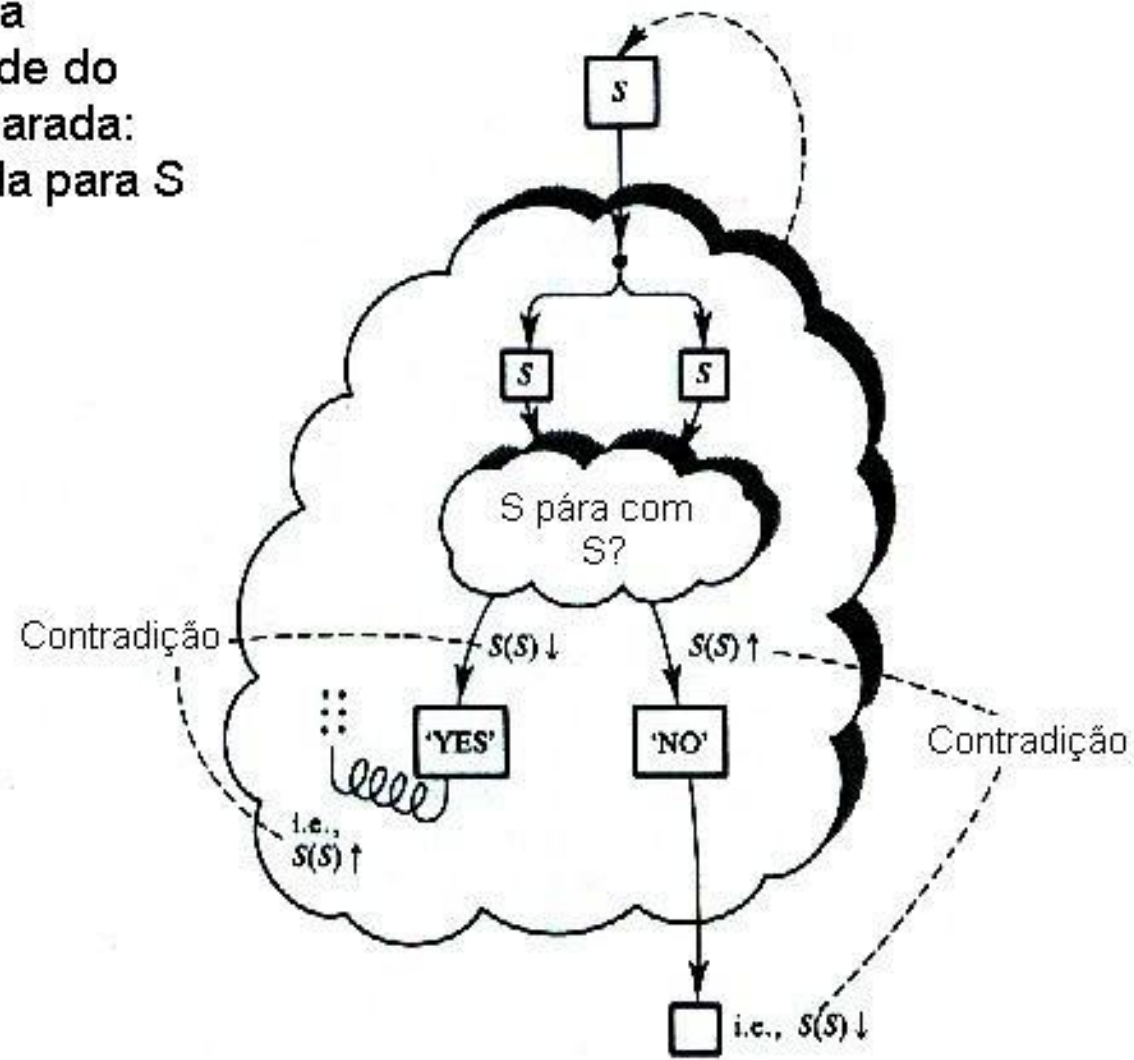 a
de do
arada:
la para S
S
S
S
S pára com
S?
Contradição
S(S)↓
S(S)↑
'YES'
'NO'
Contradição
i.e.,
S(S)↑
i.e., S(S)↓